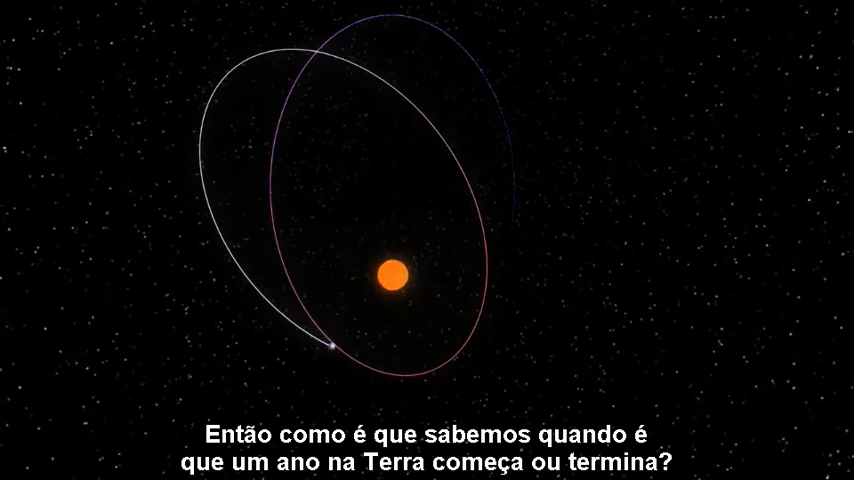 Então como é que sabemos quando é
que um ano na Terra começa ou termina?